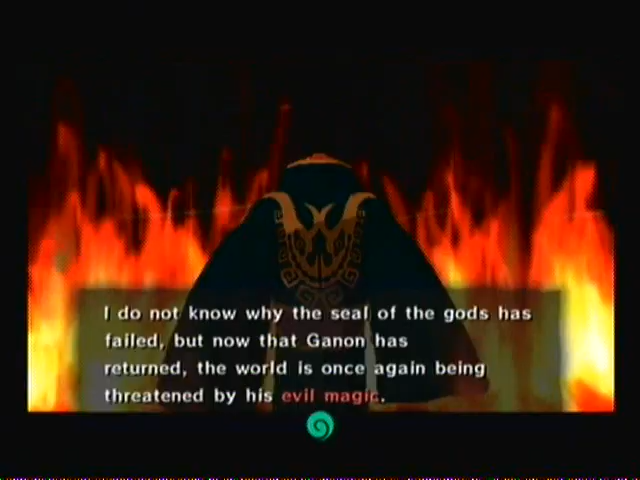 I do not know why the seal of the gods has
failed, but now that Ganon has
returned, the world is once again being
threatened by his evil magic.